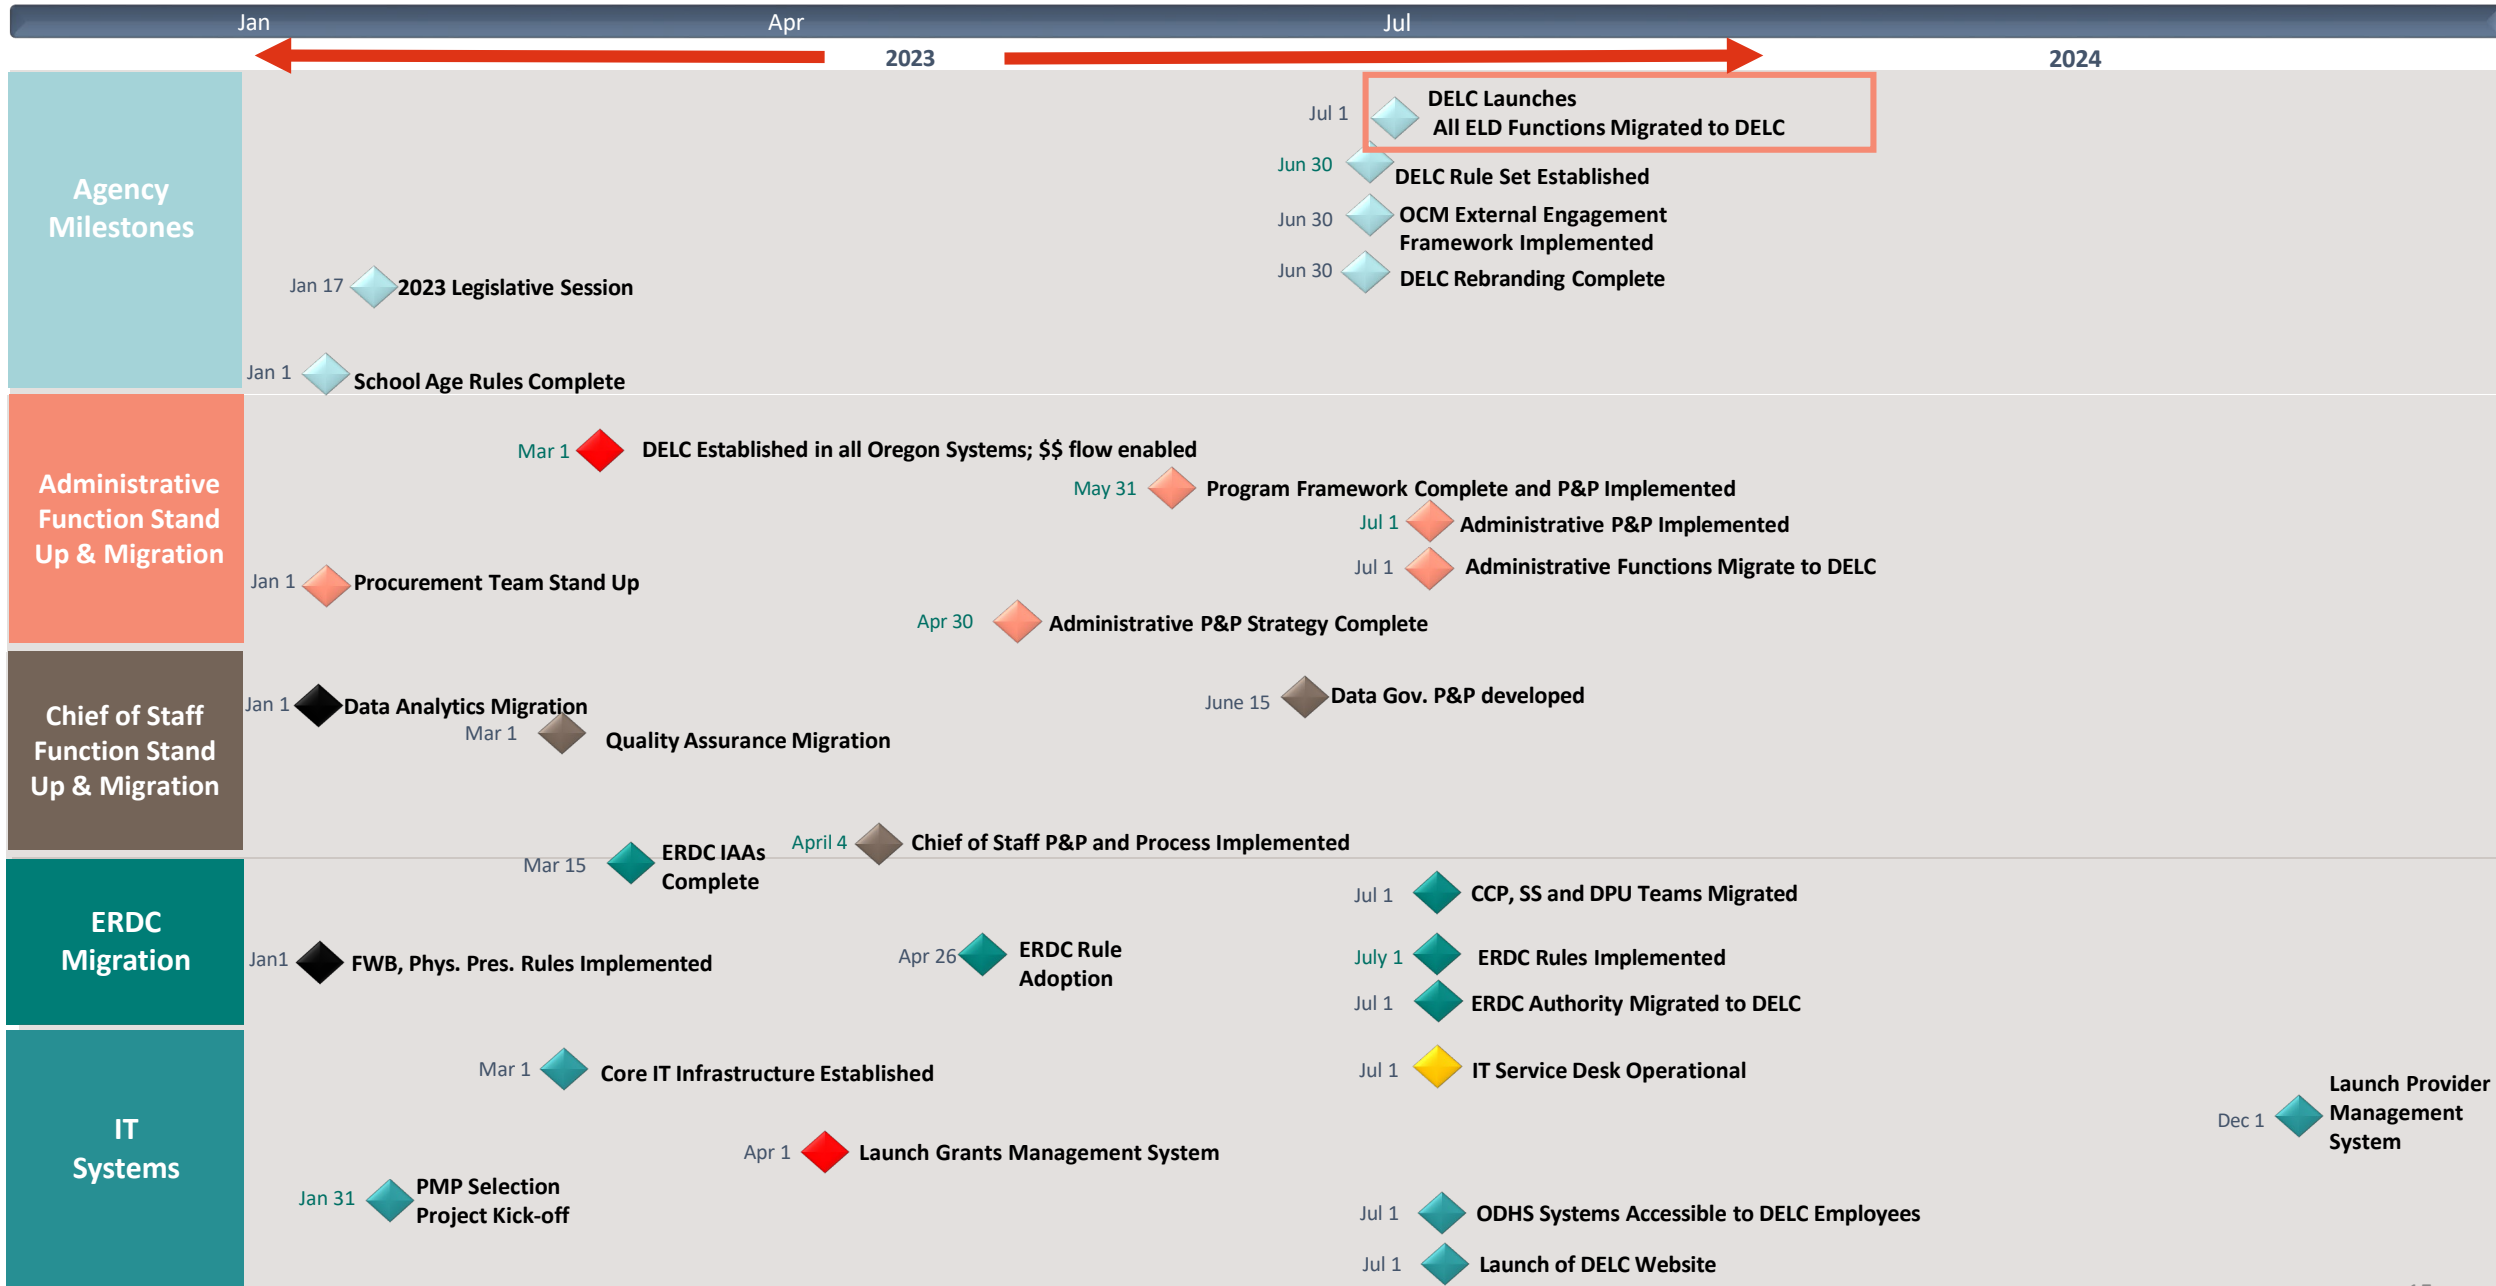 Jan
Apr
Jul
2023
2024
Agency
Milestones
Jul 1
DELC Launches
All ELD Functions Migrated to DELC
Jun 30
DELC Rule Set Established
Jun 30
OCM External Engagement
Framework Implemented
Jun 30
DELC Rebranding Complete
Jan 17
2023 Legislative Session
Jan 1
School Age Rules Complete
Administrative
Function Stand
Up & Migration
Mar 1
DELC Established in all Oregon Systems; $$ flow enabled
May 31
Program Framework Complete and P&P Implemented
Jul 1
Administrative P&P Implemented
Jul 1
Administrative Functions Migrate to DELC
Jan 1
Procurement Team Stand Up
Apr 30
Administrative P&P Strategy Complete
Chief of Staff
Function Stand
Up & Migration
Jan 1
Data Analytics Migration
June 15
Data Gov. P&P developed
Mar 1
Quality Assurance Migration
April 4
Chief of Staff P&P and Process Implemented
ERDC
Migration
Mar 15
ERDC IAAs
Complete
Jul 1
CCP, SS and DPU Teams Migrated
Jan1
FWB, Phys. Pres. Rules Implemented
Apr 26
ERDC Rule
Adoption
July 1
ERDC Rules Implemented
Jul 1
ERDC Authority Migrated to DELC
IT
Systems
Mar 1
Core IT Infrastructure Established
Jul 1
IT Service Desk Operational
Dec 1
Launch Provider
Management
System
Apr 1
Launch Grants Management System
Jan 31
PMP Selection
Project Kick-off
Jul 1
ODHS Systems Accessible to DELC Employees
Jul 1
Launch of DELC Website